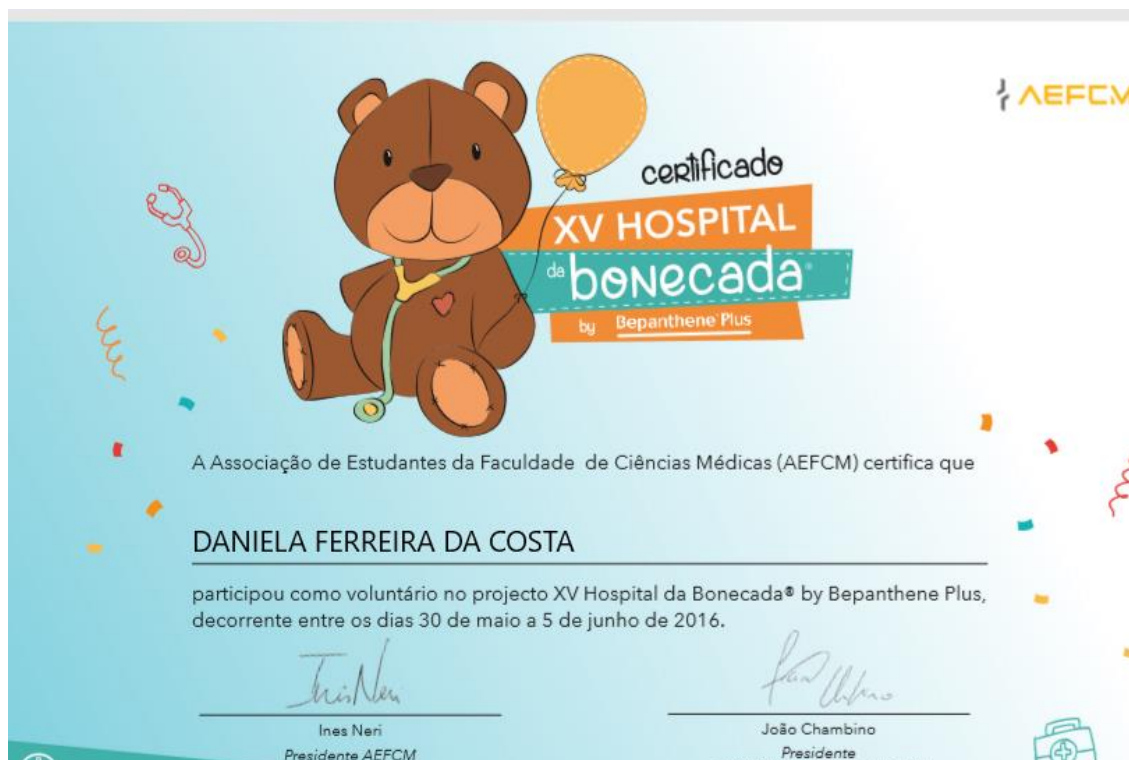 AEFCM
certificado
XV HOSPITAL
da bonecada®
by Bepanthene® Plus
A Associação de Estudantes da Faculdade de Ciências Médicas (AEFCM) certifica que
DANIELA FERREIRA DA COSTA
participou como voluntário no projecto XV Hospital da Bonecada® by Bepanthene Plus,
decorrente entre os dias 30 de maio a 5 de junho de 2016.
Ines Neri
João Chambino
Presidente AEFCM
Presidente